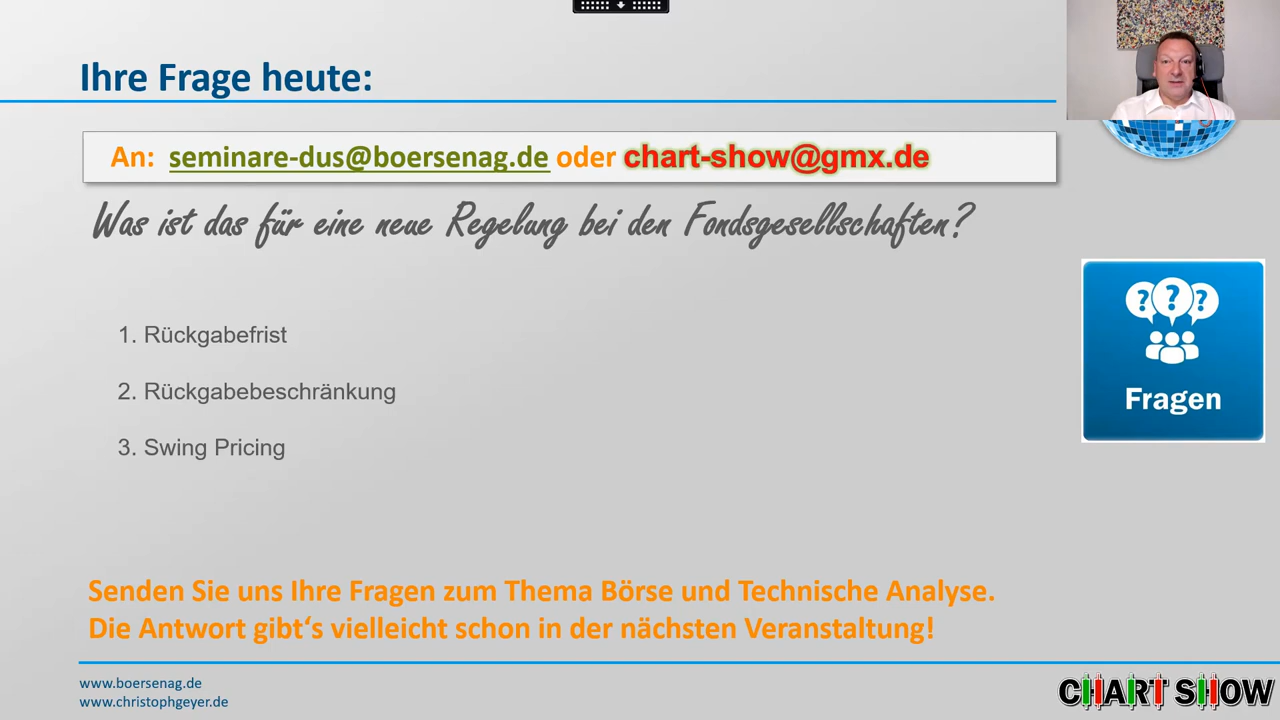 Ihre Frage heute:
An: seminare-dus@boersenag.de oder chart-show@gmx.de
Was ist das für eine neue Regelung bei den Fondsgesellschaften?
? ? ?
Fragen
1. Rückgabefrist
2. Rückgabebeschränkung
3. Swing Pricing
Senden Sie uns Ihre Fragen zum Thema Börse und Technische Analyse.
Die Antwort gibt‘s vielleicht schon in der nächsten Veranstaltung!
www.boersenag.de
www.christophgeyer.de
CHART SHOW